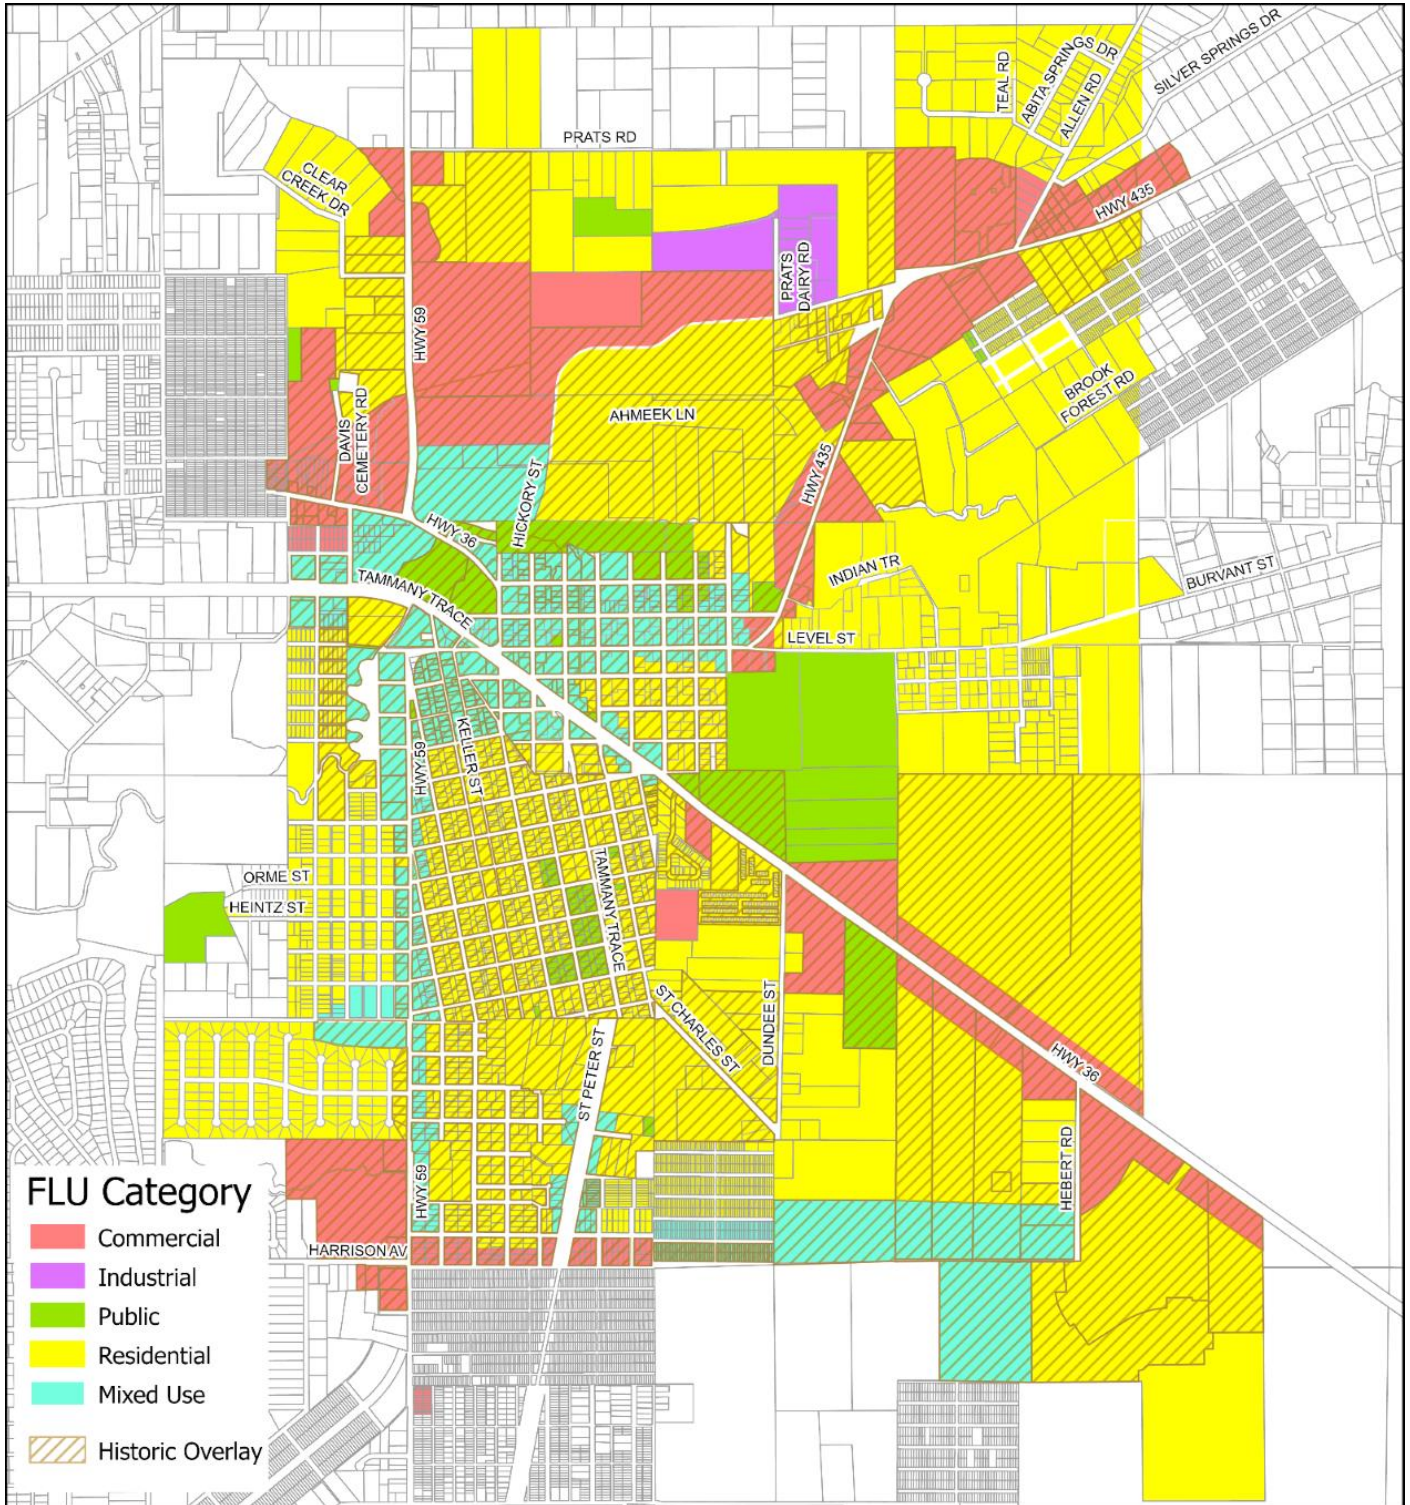 TEAL RD
ABITA SPRINGS DR
ALLEN RD
SILVER SPRINGS DR
PRATS RD
CLEAR
CREEK DR
HWY 435
PRATS
DAIRY RD
HWY 59
BROOK
FOREST RD
AHMEEK LN
DAVIS
CEMETERY RD
HWY 435
HICKORY ST
HWY 36
TAMMANY TRACE
INDIAN TR
BURVANT ST
LEVEL ST
KELLER ST
HWY 59
TAMMANY TRACE
ORME ST
HEINTZ ST
ST CHARLES ST
DUNDEE ST
ST PETER ST
HWY 36
HEBERT RD
HWY 59
HARRISON AV
FLU Category
Commercial
Industrial
Public
Residential
Mixed Use
Historic Overlay